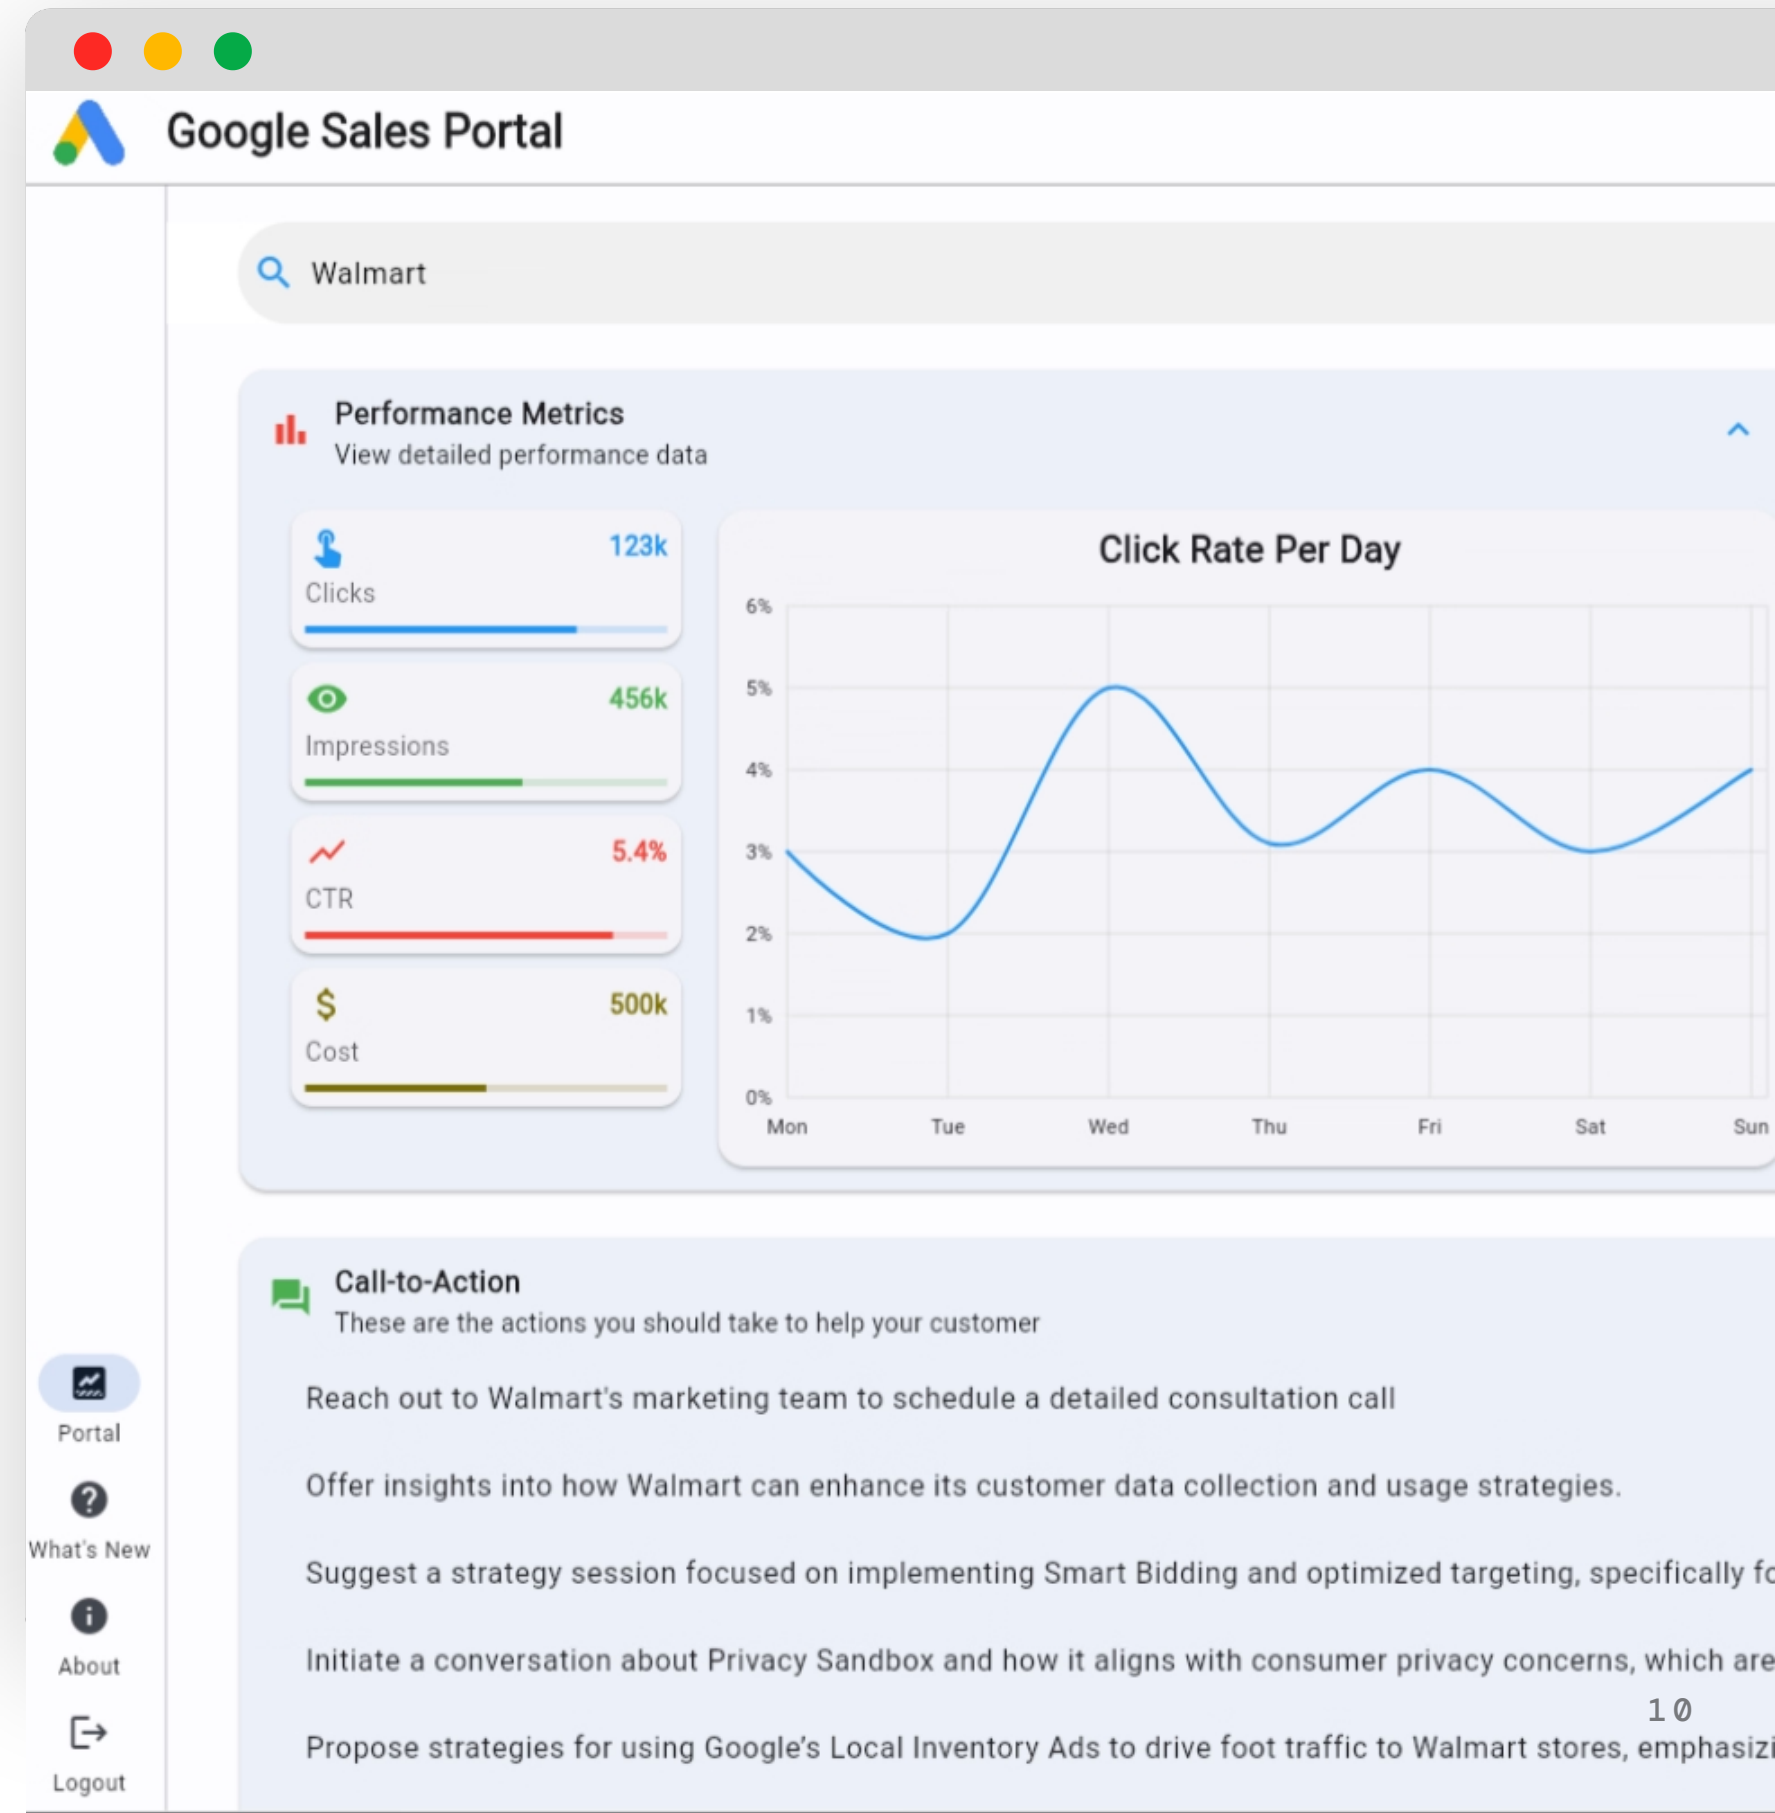 Google Sales Portal
Walmart
Performance Metrics
View detailed performance data
123k
Clicks
456k
Impressions
5.4%
CTR
500k
Cost
Click Rate Per Day
6%
5%
4%
3%
2%
1%
0%
Mon Tue Wed Thu Fri Sat Sun
Call-to-Action
These are the actions you should take to help your customer
Reach out to Walmart's marketing team to schedule a detailed consultation call
Offer insights into how Walmart can enhance its customer data collection and usage strategies.
Suggest a strategy session focused on implementing Smart Bidding and optimized targeting, specifically
Initiate a conversation about Privacy Sandbox and how it aligns with consumer privacy concerns, which are
10
Propose strategies for using Google’s Local Inventory Ads to drive foot traffic to Walmart stores,
Portal
What's New
About
Logout